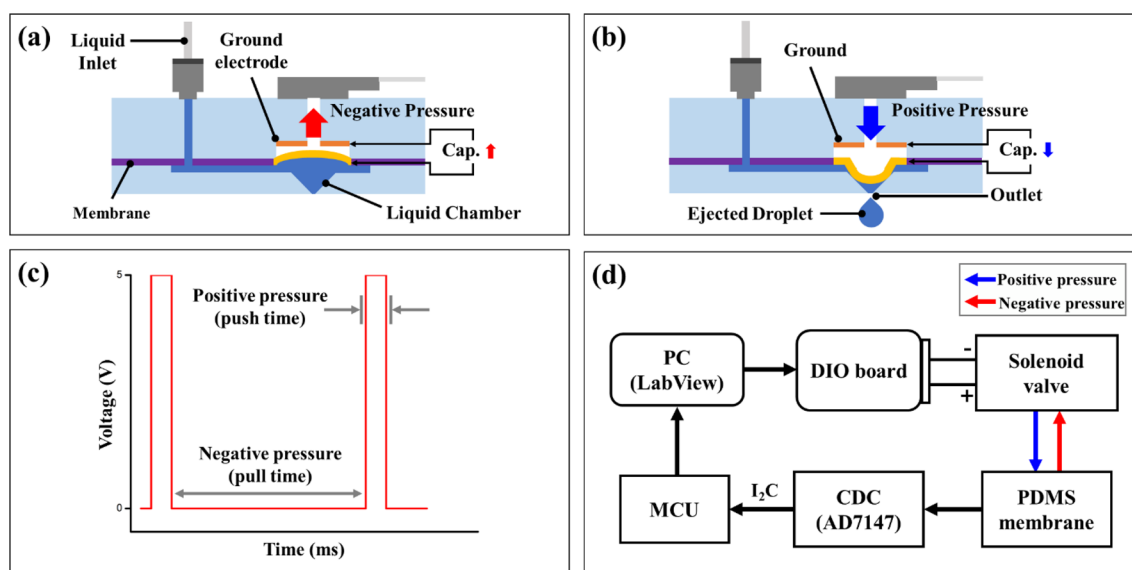 (a)
Liquid
Inlet
Ground
electrode
Negative Pressure
Cap.
Membrane
Liquid Chamber
(b)
Ground
Positive Pressure
Cap.
Outlet
Ejected Droplet
(c)
5
Positive pressure
(push time)
Voltage (V)
Negative pressure
(pull time)
0
Time (ms)
(d)
Positive pressure
Negative pressure
PC
(LabView)
DIO board
-
+
Solenoid
valve
I₂C
MCU
CDC
(AD7147)
PDMS
membrane